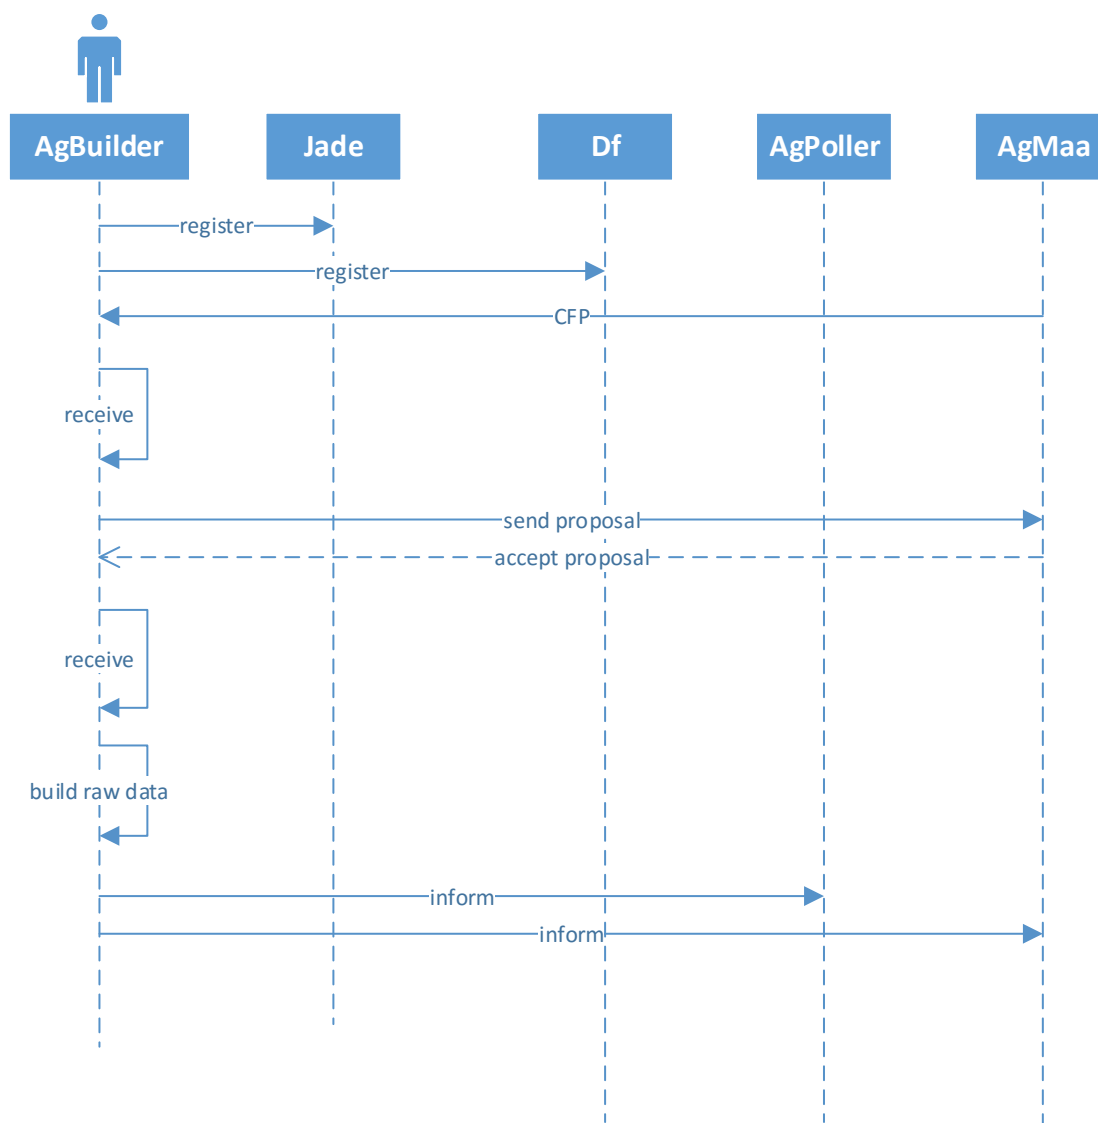 AgBuilder
Jade
Df
AgPoller
AgMaa
register
register
CFP
receive
send proposal
accept proposal
receive
build raw data
inform
inform